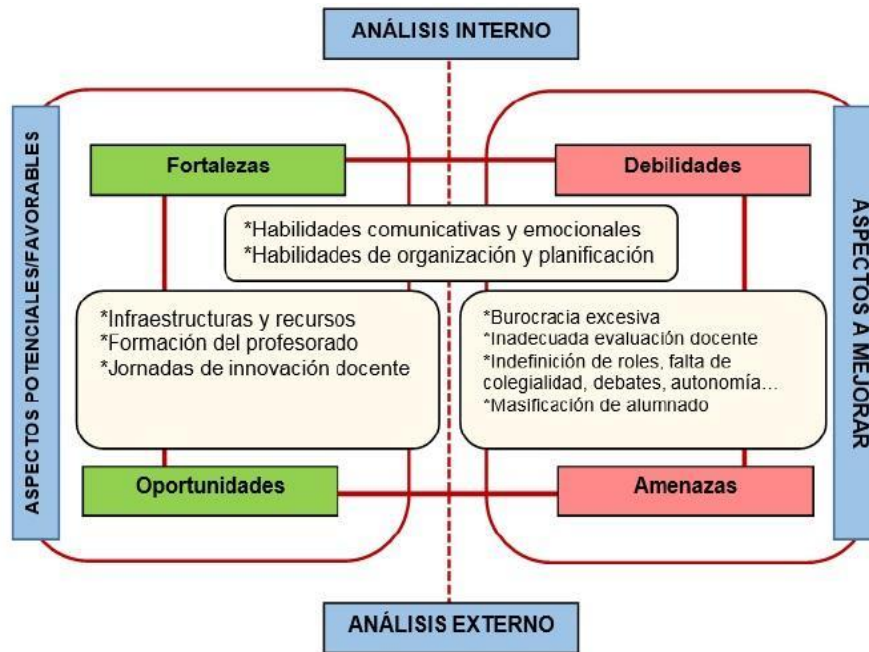 ANÁLISIS INTERNO
ASPECTOS POTENCIALES/FAVORABLES
Fortalezas
Debilidades
*Habilidades comunicativas y emocionales
*Habilidades de organización y planificación
*Infraestructuras y recursos
*Formación del profesorado
*Jornadas de innovación docente
*Burocracia excesiva
*Inadecuada evaluación docente
*Indefinición de roles, falta de
colegialidad, debates, autonomía…
*Masificación de alumnado
Oportunidades
Amenazas
ASPECTOS A MEJORAR
ANÁLISIS EXTERNO